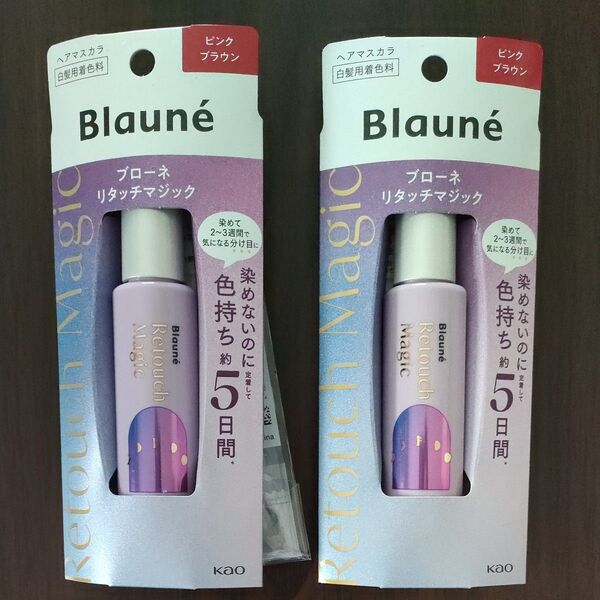 ヘアマスカラ
白髪用着色料
ピンク
ブラウン
Blauné
ブローネ
リタッチマジック
Retouch Magic
染めて
2〜3週間で
気になる分け目に
染めないのに
色持ち約5日間*
定着して
Blauné
Retouch
Magic
ina
Kao
ヘアマスカラ
白髪用着色料
ピンク
ブラウン
Blauné
ブローネ
リタッチマジック
Retouch Magic
染めて
2〜3週間で
気になる分け目に
染めないのに
色持ち約5日間*
定着して
Blauné
Retouch
Magic
Kao